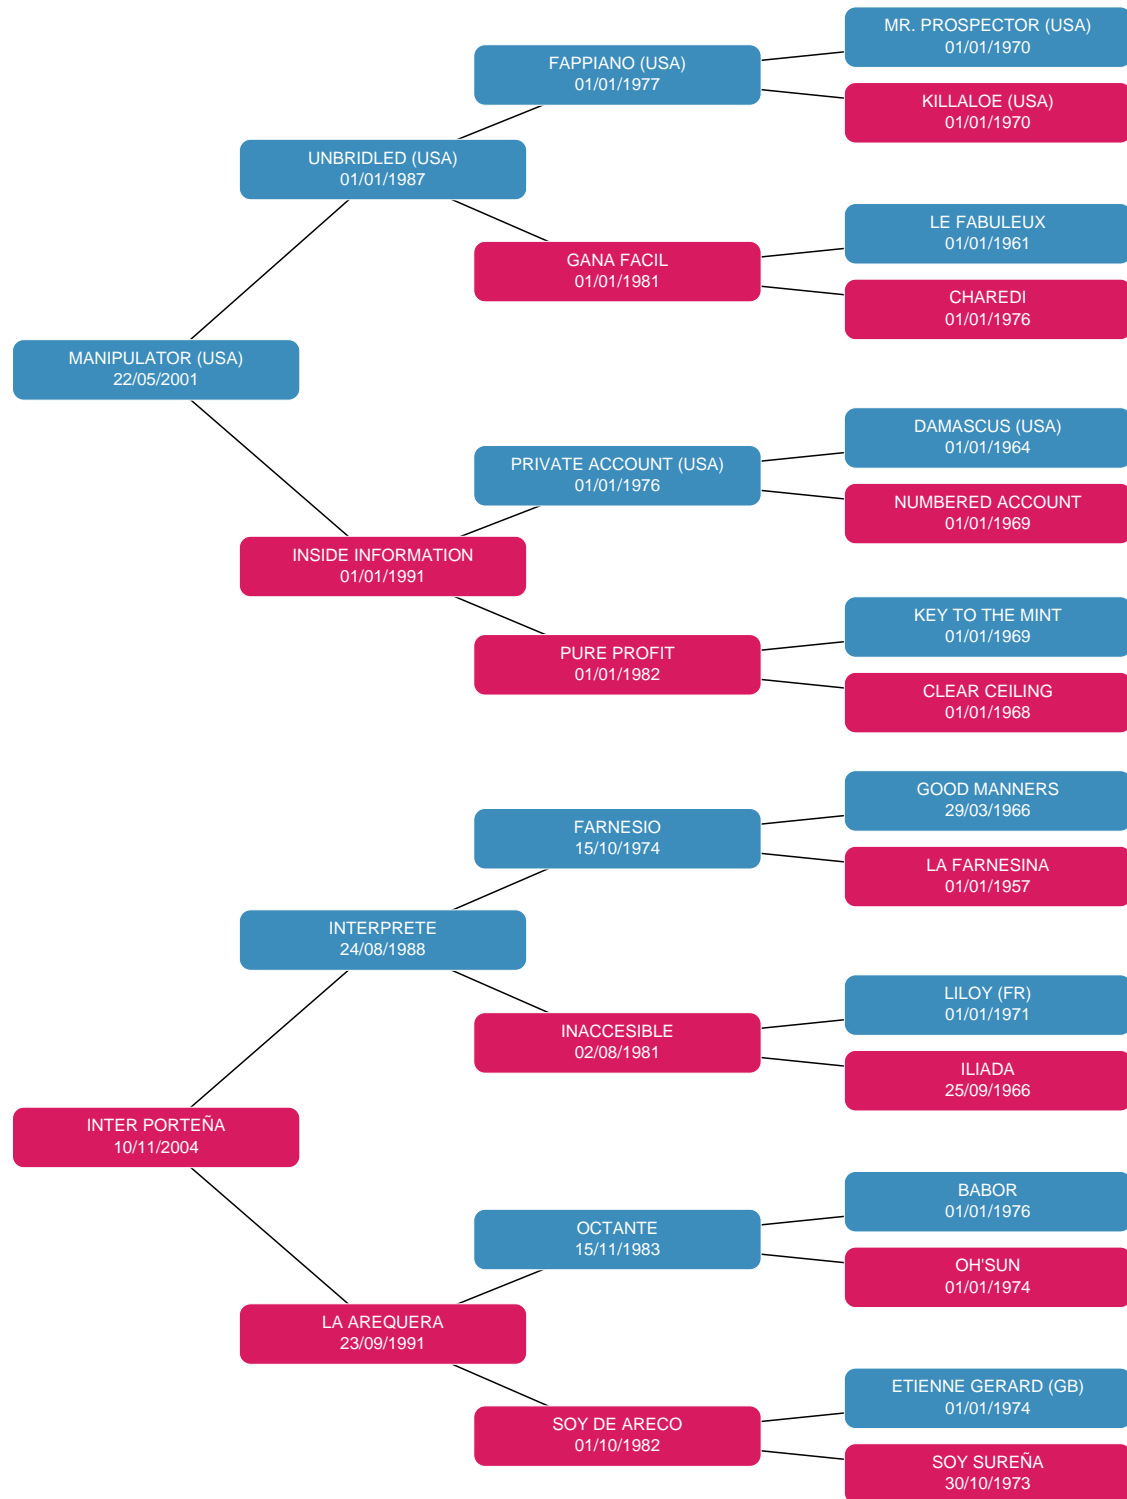 MR. PROSPECTOR (USA)
01/01/1970
FAPPIANO (USA)
01/01/1977
KILLALOE (USA)
01/01/1970
UNBRIDLED (USA)
01/01/1987
LE FABULEUX
01/01/1961
GANA FACIL
01/01/1981
CHAREDI
01/01/1976
MANIPULATOR (USA)
22/05/2001
DAMASCUS (USA)
01/01/1964
PRIVATE ACCOUNT (USA)
01/01/1976
NUMBERED ACCOUNT
01/01/1969
INSIDE INFORMATION
01/01/1991
KEY TO THE MINT
01/01/1969
PURE PROFIT
01/01/1982
CLEAR CEILING
01/01/1968
GOOD MANNERS
29/03/1966
FARNESIO
15/10/1974
LA FARNESINA
01/01/1957
INTERPRETE
24/08/1988
LILOY (FR)
01/01/1971
INACCESIBLE
02/08/1981
ILIADA
25/09/1966
INTER PORTEÑA
10/11/2004
BABOR
01/01/1976
OCTANTE
15/11/1983
OH'SUN
01/01/1974
LA AREQUERA
23/09/1991
ETIENNE GERARD (GB)
01/01/1974
SOY DE ARECO
01/10/1982
SOY SUREÑA
30/10/1973